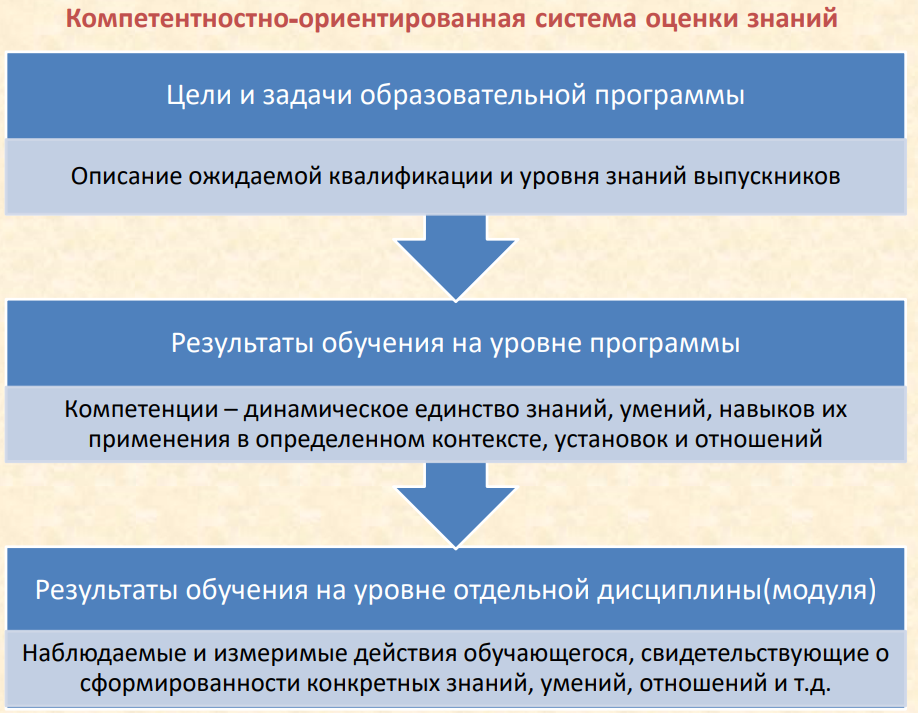 Компетентностно-ориентированная система оценки знаний
Цели и задачи образовательной программы
Описание ожидаемой квалификации и уровня знаний выпускников
Результаты обучения на уровне программы
Компетенции – динамическое единство знаний, умений, навыков их
применения в определенном контексте, установок и отношений
Результаты обучения на уровне отдельной дисциплины(модуля)
Наблюдаемые и измеримые действия обучающегося, свидетельствующие о
сформированности конкретных знаний, умений, отношений и т.д.